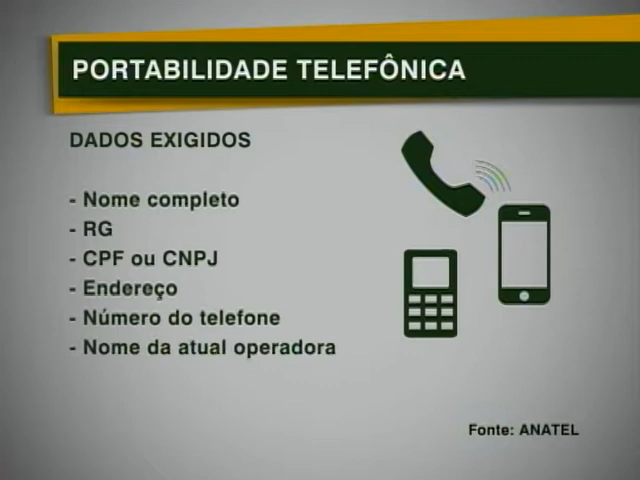 PORTABILIDADE TELEFÔNICA
DADOS EXIGIDOS
- Nome completo
- RG
- CPF ou CNPJ
- Endereço
- Número do telefone
- Nome da atual operadora
Fonte: ANATEL